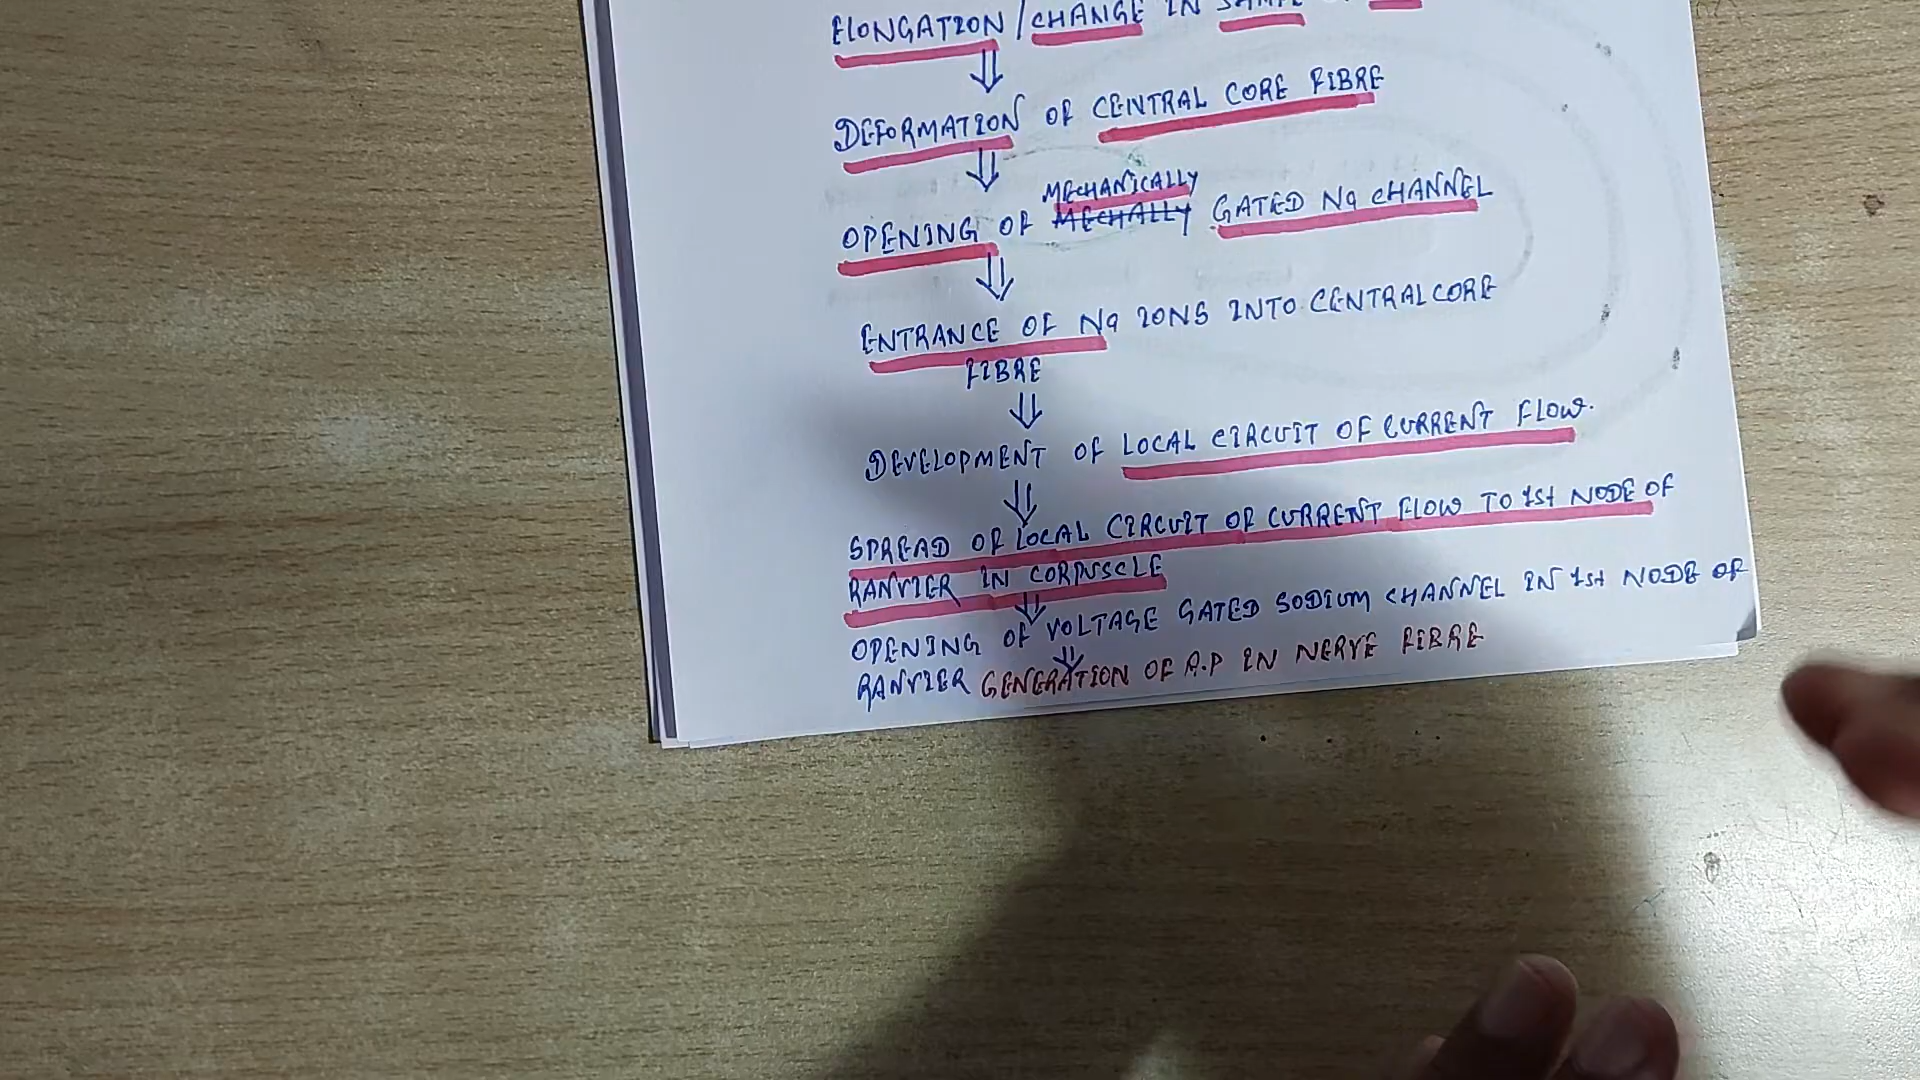 ELONGATION / CHANGE IN
DEFORMATION OF CENTRAL CORE FIBRE
MECHANICALLY
OPENING OF MECHALLY GATED Na CHANNEL
ENTRANCE OF Na IONS INTO CENTRAL CORE
FIBRE
DEVELOPMENT OF LOCAL CIRCUIT OF CURRENT FLOW.
SPREAD OF LOCAL CIRCUIT OF CURRENT FLOW TO 1st NODE OF
RANVIER IN CORPUSCLE
OPENING OF VOLTAGE GATED SODIUM CHANNEL IN 1st NODE OF
RANVIER GENERATION OF A.P IN NERVE FIBRE